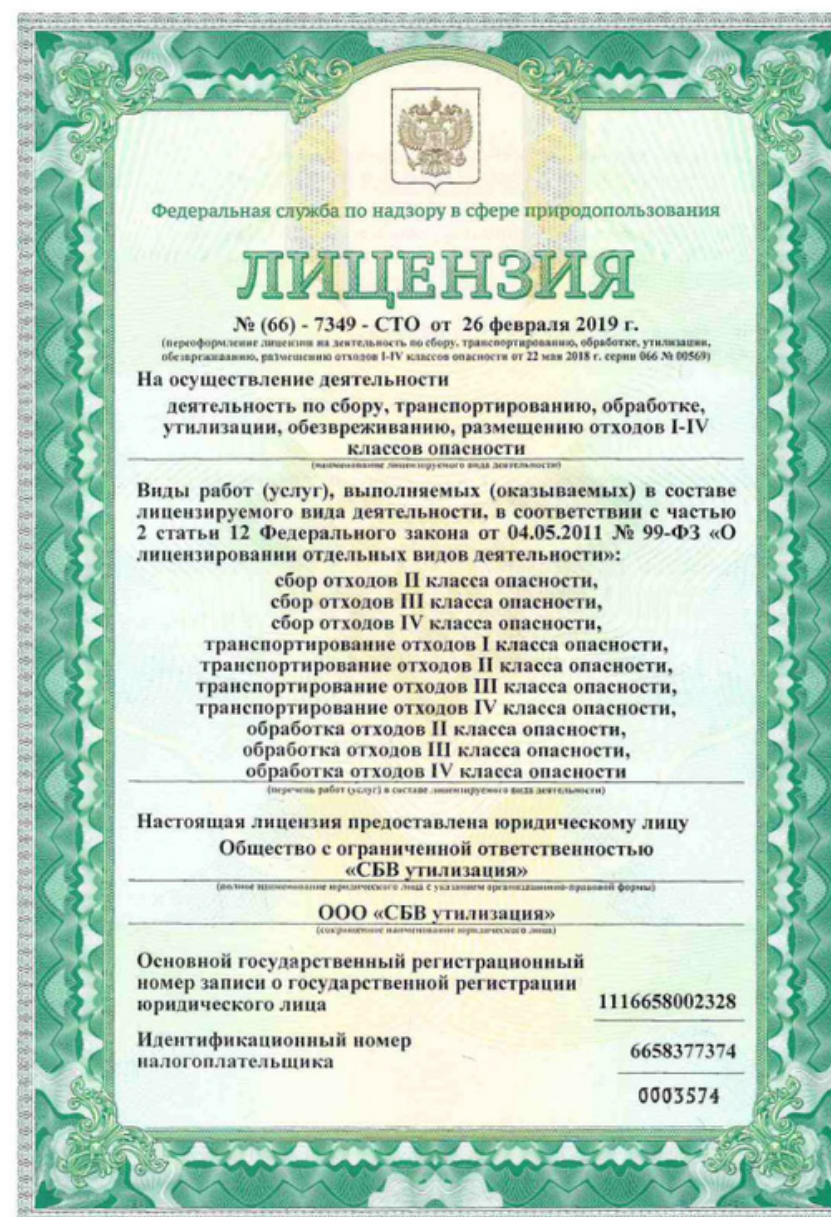 Федеральная служба по надзору в сфере природопользования
ЛИЦЕНЗИЯ
№ (66) - 7349 - СТО от 26 февраля 2019 г.
(переоформление лицензии на деятельность по сбору, транспортированию, обработке, утилизации,
обезвреживанию, размещению отходов I-IV классов опасности от 22 мая 2018 г. серии 066 № 00569)
На осуществление деятельности
деятельность по сбору, транспортированию, обработке,
утилизации, обезвреживанию, размещению отходов I-IV
классов опасности
(наименование лицензируемого вида деятельности)
Виды работ (услуг), выполняемых (оказываемых) в составе
лицензируемого вида деятельности, в соответствии с частью
2 статьи 12 Федерального закона от 04.05.2011 № 99-ФЗ «О
лицензировании отдельных видов деятельности»:
сбор отходов II класса опасности,
сбор отходов III класса опасности,
сбор отходов IV класса опасности,
транспортирование отходов I класса опасности,
транспортирование отходов II класса опасности,
транспортирование отходов III класса опасности,
транспортирование отходов IV класса опасности,
обработка отходов II класса опасности,
обработка отходов III класса опасности,
обработка отходов IV класса опасности
(перечень работ (услуг) в составе лицензируемого вида деятельности)
Настоящая лицензия предоставлена юридическому лицу
Общество с ограниченной ответственностью
«СБВ утилизация»
(полное наименование юридического лица с указанием организационно-правовой формы)
ООО «СБВ утилизация»
(сокращенное наименование юридического лица)
Основной государственный регистрационный
номер записи о государственной регистрации
юридического лица 1116658002328
Идентификационный номер
налогоплательщика 6658377374
0003574